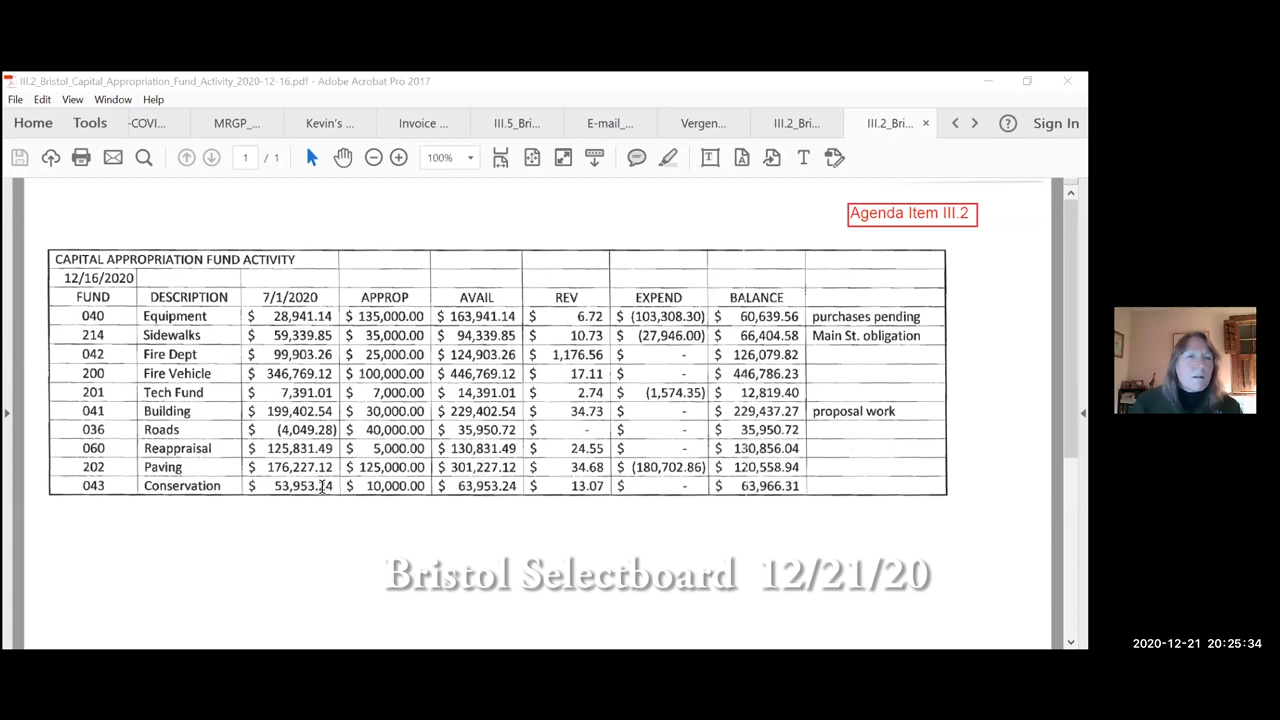 III.2_Bristol_Capital_Appropriation_Fund_Activity_2020-12-16.pdf - Adobe Acrobat Pro 2017
File Edit View Window Help
Home Tools -COVI... MRGP_... Kevin's ... Invoice ... III.5_Bri... E-mail_... Vergen... III.2_Bri... III.2_Bri... × Sign In
1 / 1 100%
Agenda Item III.2
CAPITAL APPROPRIATION FUND ACTIVITY
12/16/2020
FUND DESCRIPTION 7/1/2020 APPROP AVAIL REV EXPEND BALANCE
040 Equipment $ 28,941.14 $ 135,000.00 $ 163,941.14 $ 6.72 $ (103,308.30) $ 60,639.56 purchases pending
214 Sidewalks $ 59,339.85 $ 35,000.00 $ 94,339.85 $ 10.73 $ (27,946.00) $ 66,404.58 Main St. obligation
042 Fire Dept $ 99,903.26 $ 25,000.00 $ 124,903.26 $ 1,176.56 $ - $ 126,079.82
200 Fire Vehicle $ 346,769.12 $ 100,000.00 $ 446,769.12 $ 17.11 $ - $ 446,786.23
201 Tech Fund $ 7,391.01 $ 7,000.00 $ 14,391.01 $ 2.74 $ (1,574.35) $ 12,819.40
041 Building $ 199,402.54 $ 30,000.00 $ 229,402.54 $ 34.73 $ - $ 229,437.27 proposal work
036 Roads $ (4,049.28) $ 40,000.00 $ 35,950.72 $ - $ - $ 35,950.72
060 Reappraisal $ 125,831.49 $ 5,000.00 $ 130,831.49 $ 24.55 $ - $ 130,856.04
202 Paving $ 176,227.12 $ 125,000.00 $ 301,227.12 $ 34.68 $ (180,702.86) $ 120,558.94
043 Conservation $ 53,953.24 $ 10,000.00 $ 63,953.24 $ 13.07 $ - $ 63,966.31
Bristol Selectboard 12/21/20
2020-12-21 20:25:34